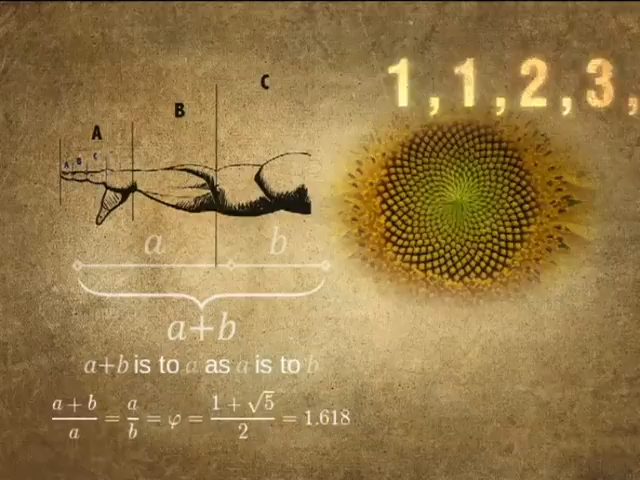 1, 1, 2, 3,
C
B
A
A B C
a b
a+b
a+b is to a as a is to b
(a + b)/a = a/b = φ = (1 + √5)/2 = 1.618